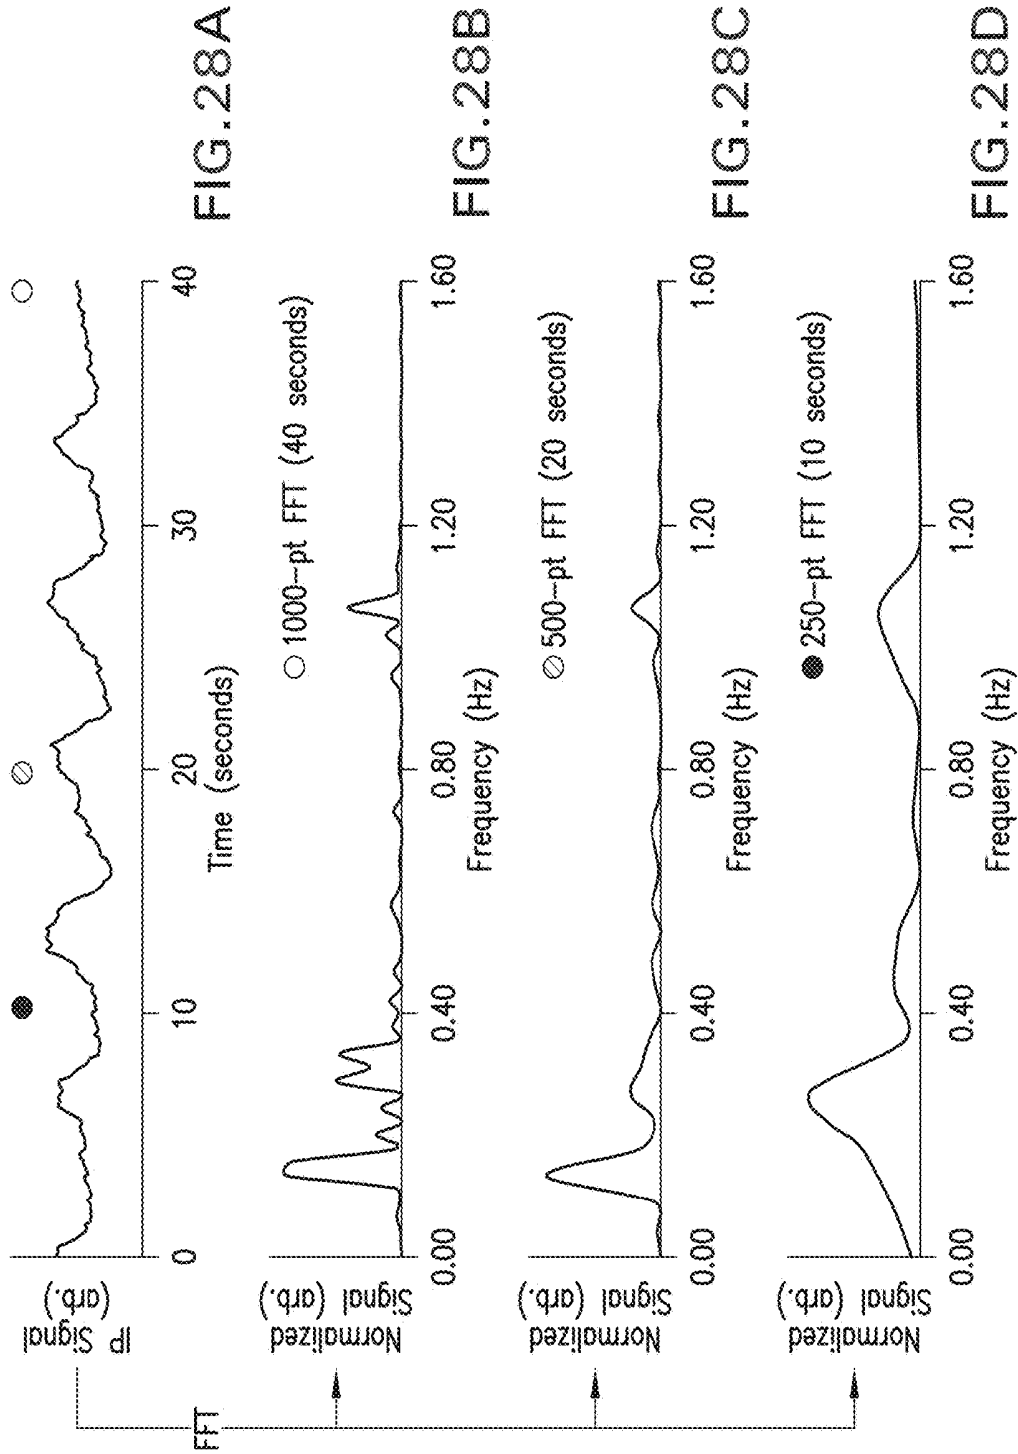 FFT
IP Signal
(arb.)
0
10
20
30
40
Time (seconds)
FIG.28A
Normalized
Signal (arb.)
1000-pt FFT (40 seconds)
0.00
0.40
0.80
1.20
1.60
Frequency (Hz)
FIG.28B
Normalized
Signal (arb.)
500-pt FFT (20 seconds)
0.00
0.40
0.80
1.20
1.60
Frequency (Hz)
FIG.28C
Normalized
Signal (arb.)
250-pt FFT (10 seconds)
0.00
0.40
0.80
1.20
1.60
Frequency (Hz)
FIG.28D